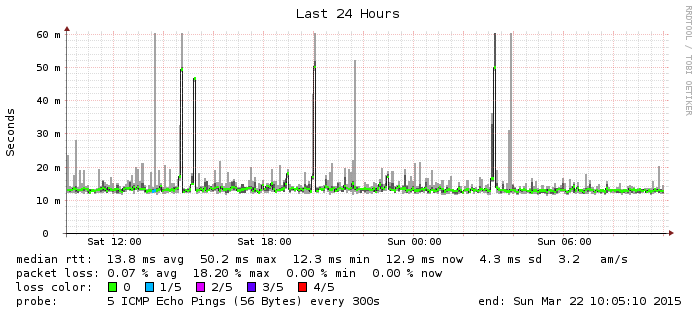 Last 24 Hours
RRDTOOL / TOBI OETIKER
Seconds
60 m
50 m
40 m
30 m
20 m
10 m
0
Sat 12:00 Sat 18:00 Sun 00:00 Sun 06:00
median rtt: 13.8 ms avg 50.2 ms max 12.3 ms min 12.9 ms now 4.3 ms sd 3.2 am/s
packet loss: 0.07 % avg 18.20 % max 0.00 % min 0.00 % now
loss color: 0 1/5 2/5 3/5 4/5
probe: 5 ICMP Echo Pings (56 Bytes) every 300s end: Sun Mar 22 10:05:10 2015